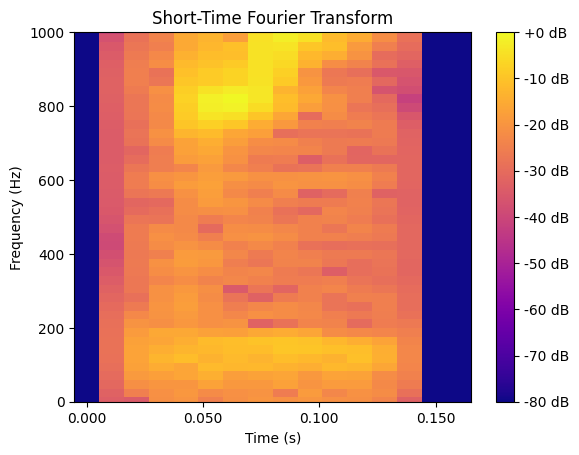 Short-Time Fourier Transform
1000
800
600
400
200
0
Frequency (Hz)
0.000
0.050
0.100
0.150
Time (s)
+0 dB
-10 dB
-20 dB
-30 dB
-40 dB
-50 dB
-60 dB
-70 dB
-80 dB